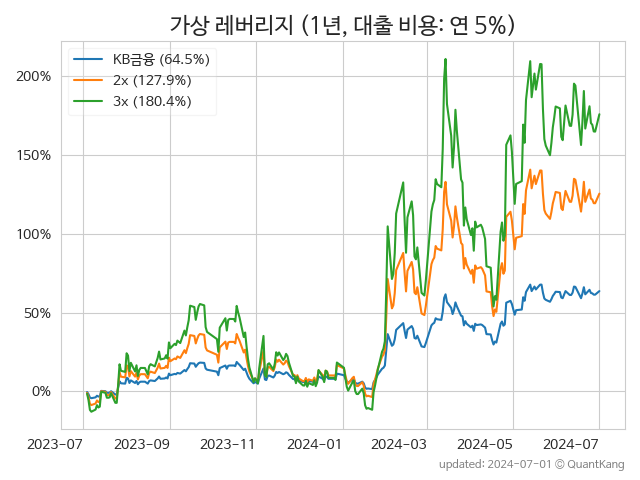 가상 레버리지 (1년, 대출 비용: 연 5%)
KB금융 (64.5%)
2x (127.9%)
3x (180.4%)
200%
150%
100%
50%
0%
2023-07 2023-09 2023-11 2024-01 2024-03 2024-05 2024-07
updated: 2024-07-01 © QuantKang